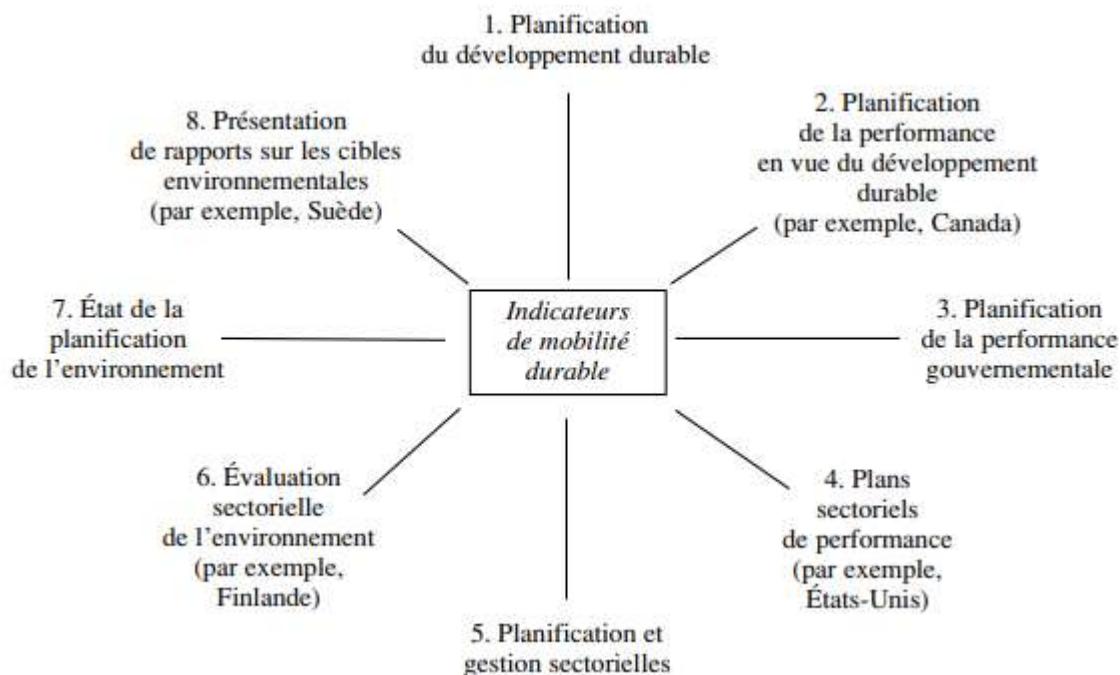 1. Planification
du développement durable
2. Planification
de la performance
en vue du développement
durable
(par exemple, Canada)
3. Planification
de la performance
gouvernementale
4. Plans
sectoriels
de performance
(par exemple,
États-Unis)
5. Planification et
gestion sectorielles
6. Évaluation
sectorielle
de l’environnement
(par exemple,
Finlande)
7. État de la
planification
de l’environnement
8. Présentation
de rapports sur les cibles
environnementales
(par exemple, Suède)
Indicateurs
de mobilité
durable